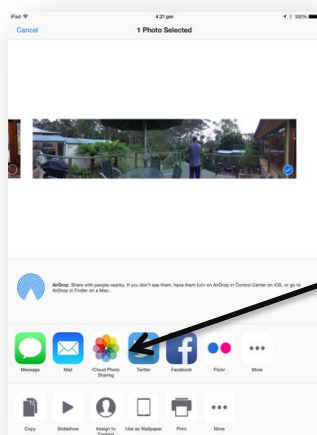 iPad 4:21 pm 100%
Cancel 1 Photo Selected
AirDrop. Share with people nearby. If you don't see them, have them turn on AirDrop in Control Center on iOS, or go to
AirDrop in Finder on a Mac.
Message Mail iCloud Photo Twitter Facebook Flickr More
Sharing
Copy Slideshow Assign to Use as Wallpaper Print More
Contact